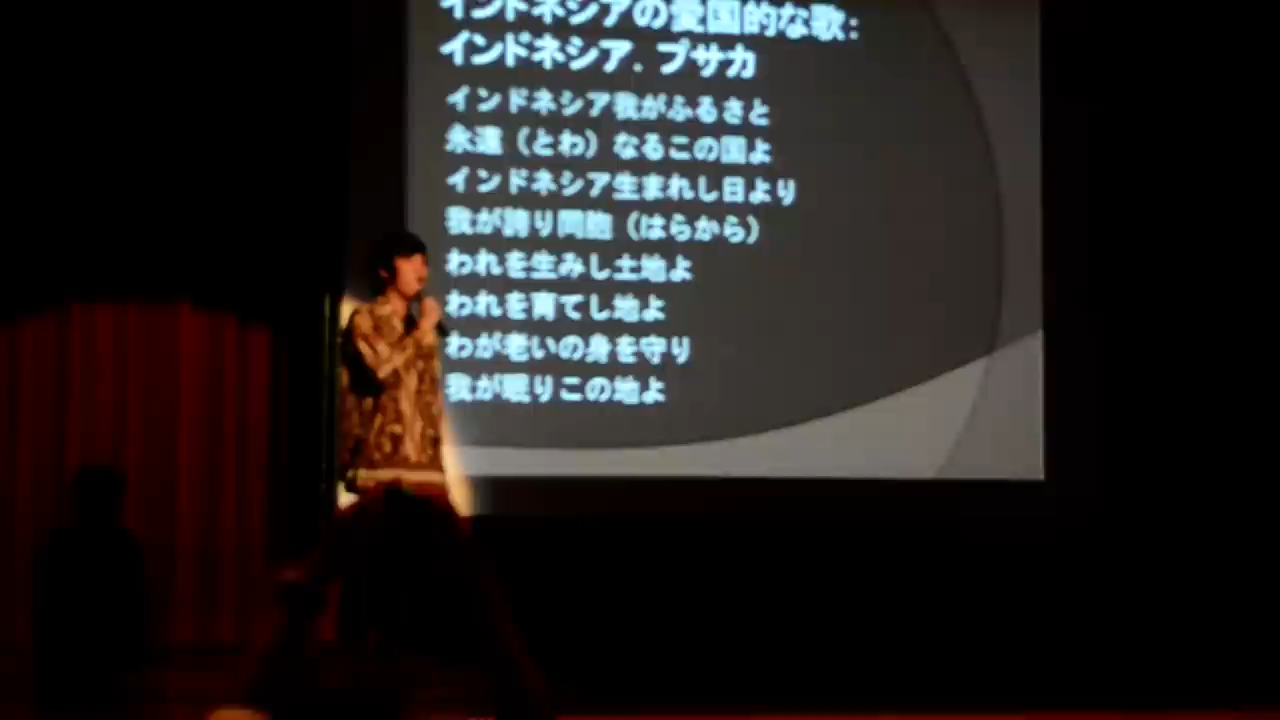 インドネシアの愛国的な歌:
インドネシア．プサカ
インドネシア我がふるさと
永遠（とわ）なるこの国よ
インドネシア生まれし日より
我が誇り同胞（はらから）
われを生みし土地よ
われを育てし地よ
わが老いの身を守り
我が眠りこの地よ